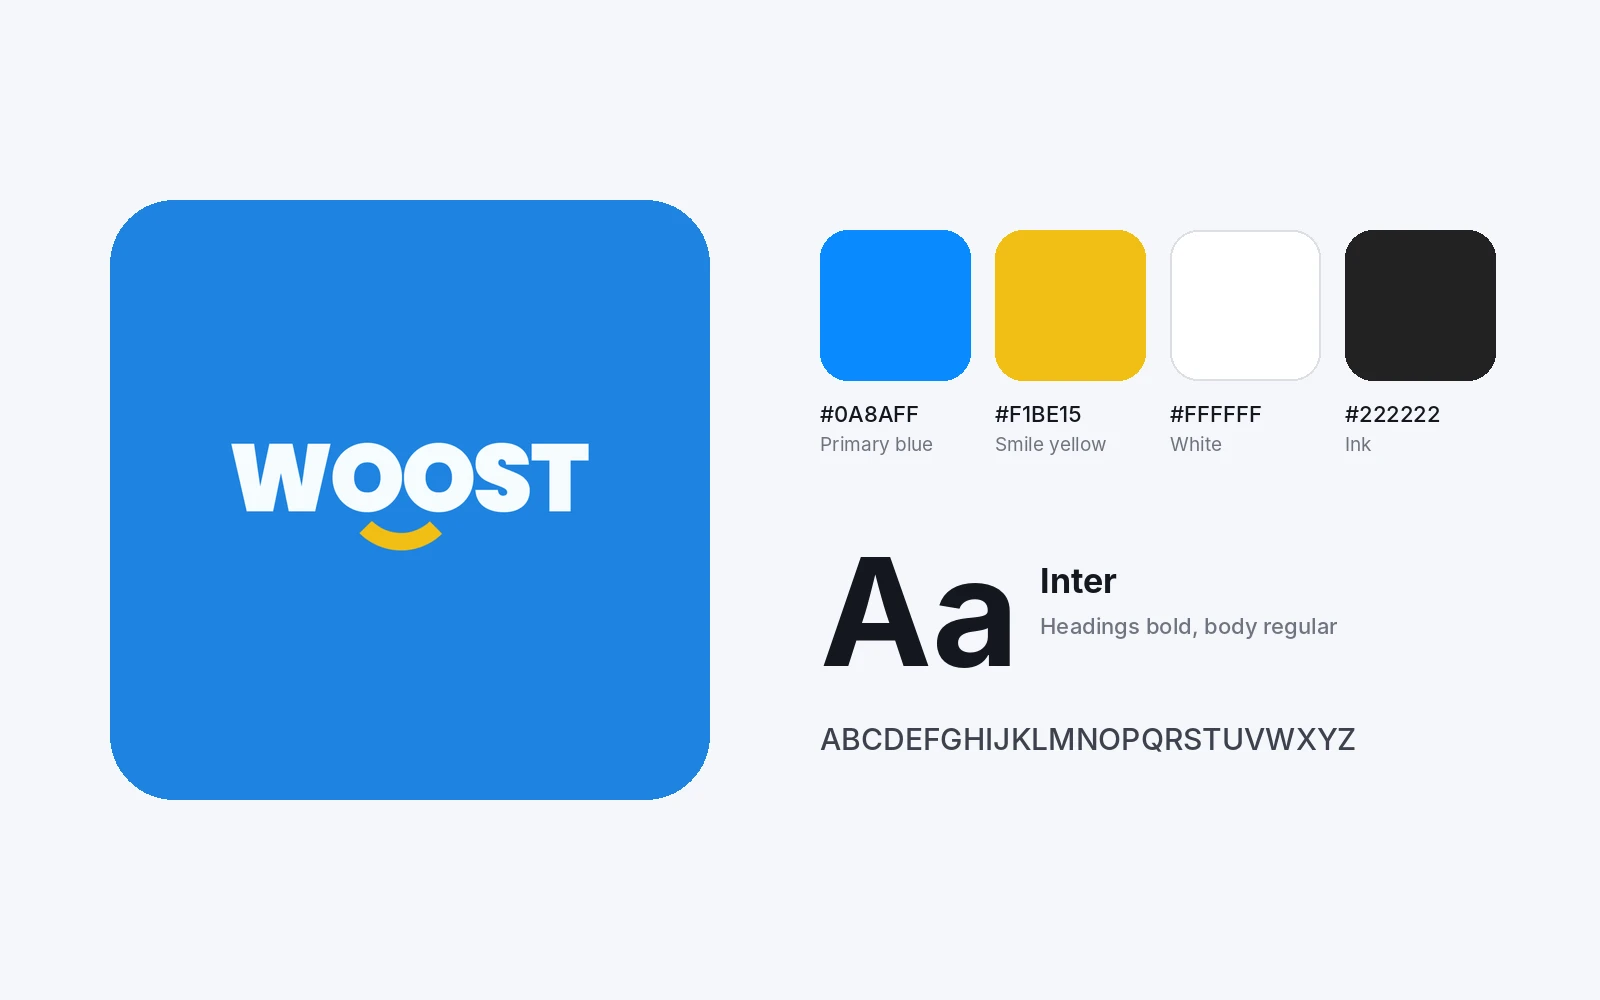 WOOST
#0A8AFF
Primary blue
#F1BE15
Smile yellow
#FFFFFF
White
#222222
Ink
Aa
Inter
Headings bold, body regular
ABCDEFGHIJKLMNOPQRSTUVWXYZ